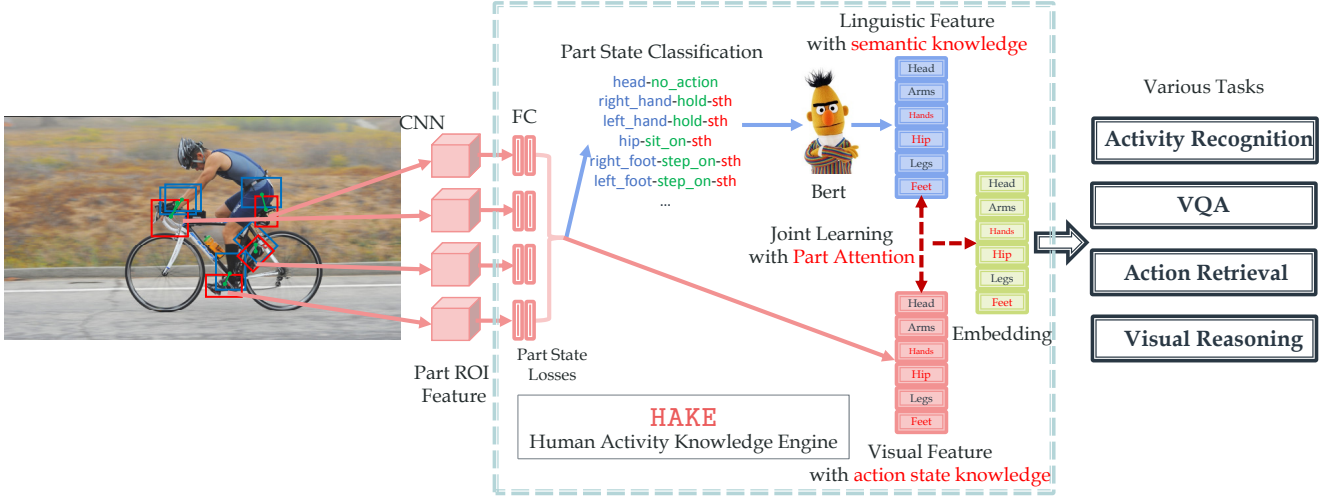 CNN
Part ROI
Feature
FC
Part State
Losses
Part State Classification
head-no_action
right_hand-hold-sth
left_hand-hold-sth
hip-sit_on-sth
right_foot-step_on-sth
left_foot-step_on-sth
...
Bert
Linguistic Feature
with semantic knowledge
Head
Arms
Hands
Hip
Legs
Feet
Joint Learning
with Part Attention
Head
Arms
Hands
Hip
Legs
Feet
Embedding
Head
Arms
Hands
Hip
Legs
Feet
Visual Feature
with action state knowledge
HAKE
Human Activity Knowledge Engine
Various Tasks
Activity Recognition
VQA
Action Retrieval
Visual Reasoning